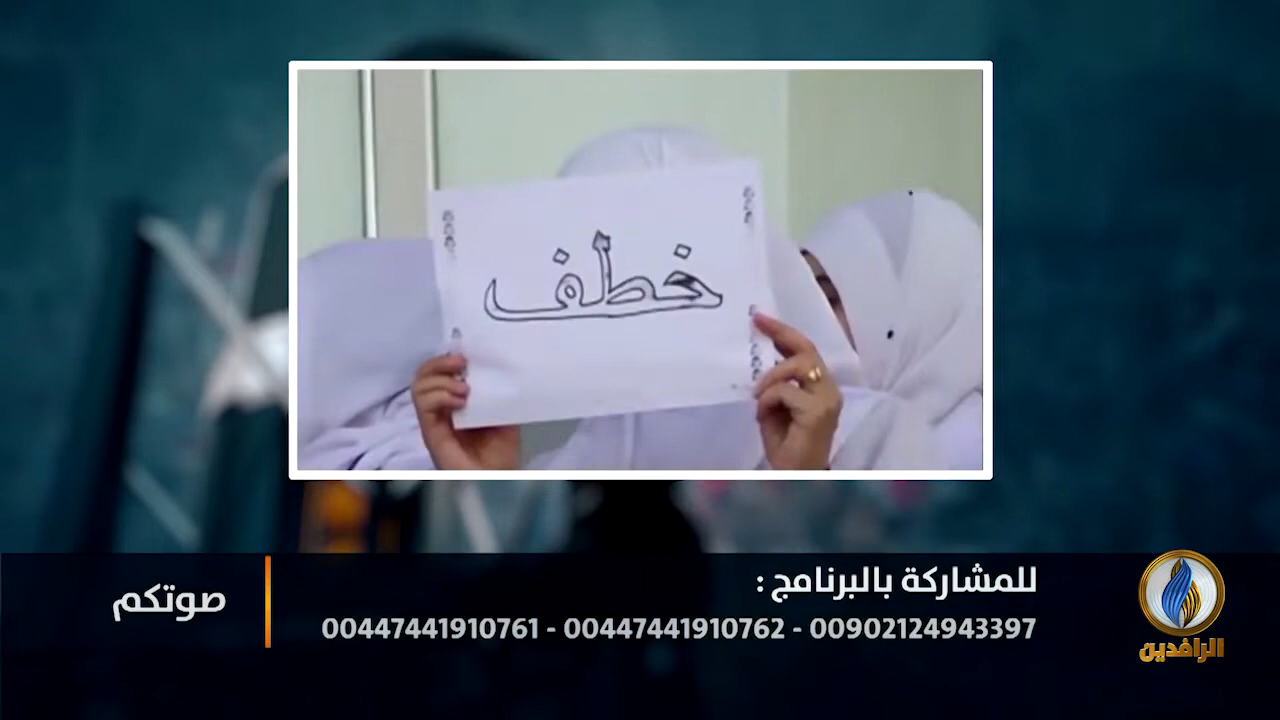 خطف
للمشاركة بالبرنامج :
00447441910761 - 00447441910762 - 00902124943397
صوتكم
الرافدين